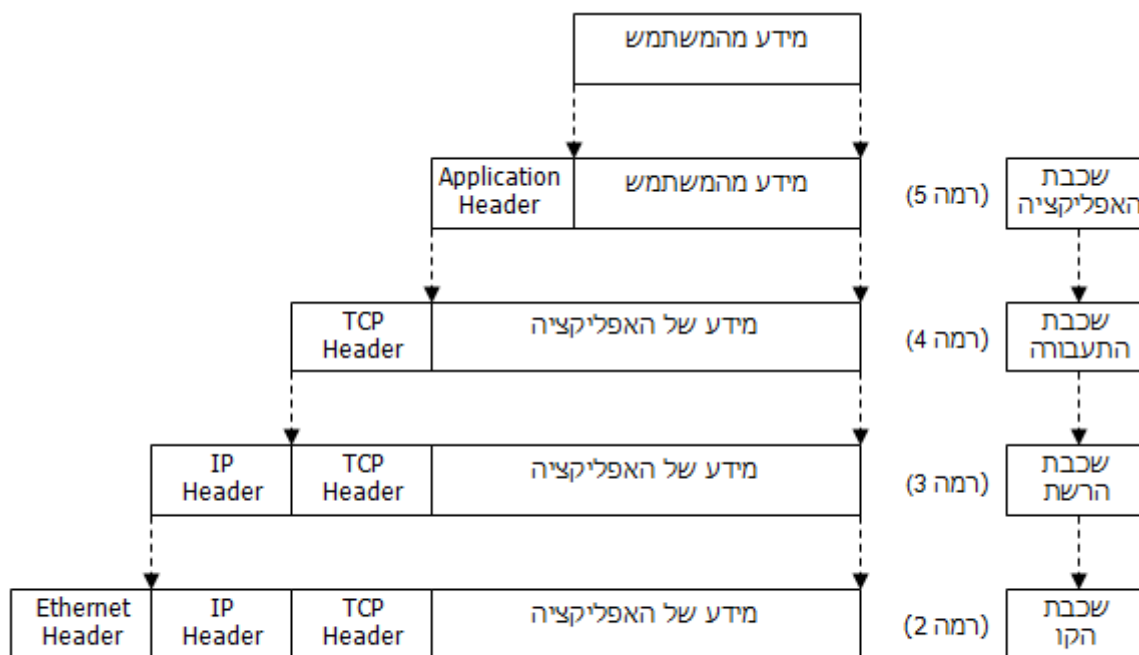 מידע מהמשתמש
Application
Header
מידע מהמשתמש
(רמה 5)
שכבת
האפליקציה
TCP
Header
מידע של האפליקציה
(רמה 4)
שכבת
התעבורה
IP
Header
TCP
Header
מידע של האפליקציה
(רמה 3)
שכבת
הרשת
Ethernet
Header
IP
Header
TCP
Header
מידע של האפליקציה
(רמה 2)
שכבת
הקו